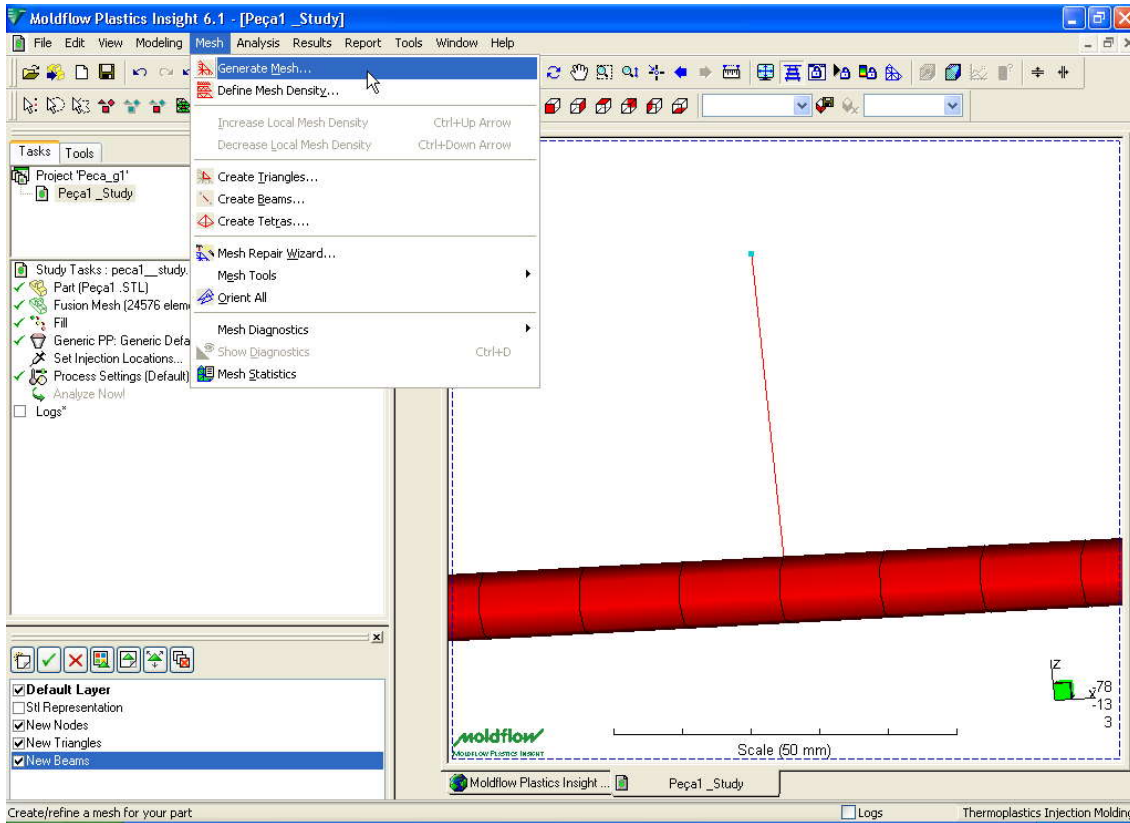 Moldflow Plastics Insight 6.1 - [Peça1 _Study]
File Edit View Modeling Mesh Analysis Results Report Tools Window Help
Generate Mesh...
Define Mesh Density...
Increase Local Mesh Density Ctrl+Up Arrow
Decrease Local Mesh Density Ctrl+Down Arrow
Create Triangles...
Create Beams...
Create Tetras....
Mesh Repair Wizard...
Mesh Tools
Orient All
Mesh Diagnostics
Show Diagnostics Ctrl+D
Mesh Statistics
Tasks Tools
Project 'Peca_g1'
Peça1 _Study
Study Tasks : peca1__study.
Part (Peça1 .STL)
Fusion Mesh (24576 elem
Fill
Generic PP: Generic Defa
Set Injection Locations...
Process Settings (Default)
Analyze Now!
Logs*
Default Layer
Stl Representation
New Nodes
New Triangles
New Beams
Z
x
-78
-13
3
moldflow
MOLDFLOW PLASTICS INSIGHT
Scale (50 mm)
Moldflow Plastics Insight ... Peça1 _Study
Create/refine a mesh for your part Logs Thermoplastics Injection Molding